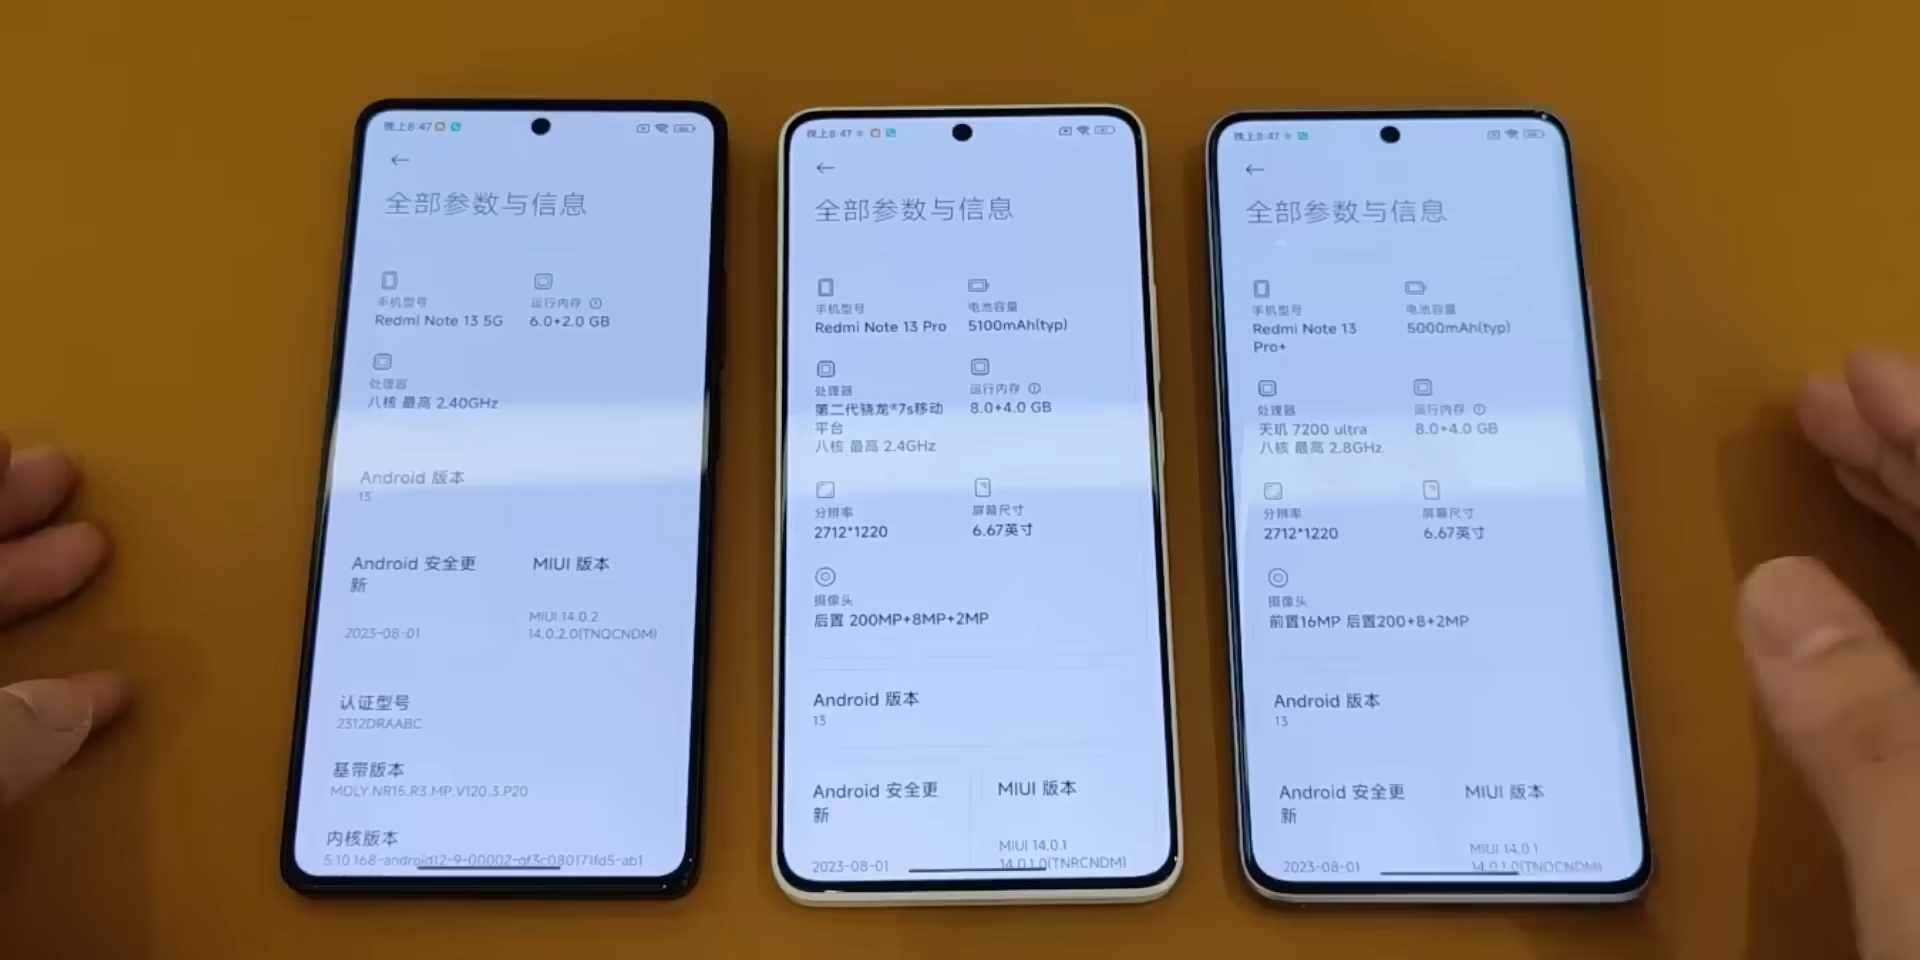 晚上8:47
全部参数与信息
手机型号
Redmi Note 13 5G
运行内存
6.0+2.0 GB
处理器
八核 最高 2.40GHz
Android 版本
13
Android 安全更
新
2023-08-01
MIUI 版本
MIUI 14.0.2
14.0.2.0(TNQCNDM)
认证型号
2312DRAABC
基带版本
MOLY.NR15.R3.MP.V120.3.P20
内核版本
5.10.168-android12-9-00002-gf3c080171fd5-ab1
晚上8:47
全部参数与信息
手机型号
Redmi Note 13 Pro
电池容量
5100mAh(typ)
处理器
第二代骁龙®7s移动
平台
八核 最高 2.4GHz
运行内存
8.0+4.0 GB
分辨率
2712*1220
屏幕尺寸
6.67英寸
摄像头
后置 200MP+8MP+2MP
Android 版本
13
Android 安全更
新
2023-08-01
MIUI 版本
MIUI 14.0.1
14.0.1.0(TNRCNDM)
晚上8:47
全部参数与信息
手机型号
Redmi Note 13
Pro+
电池容量
5000mAh(typ)
处理器
天玑 7200 ultra
八核 最高 2.8GHz
运行内存
8.0+4.0 GB
分辨率
2712*1220
屏幕尺寸
6.67英寸
摄像头
前置16MP 后置200+8+2MP
Android 版本
13
Android 安全更
新
2023-08-01
MIUI 版本
MIUI 14.0.1